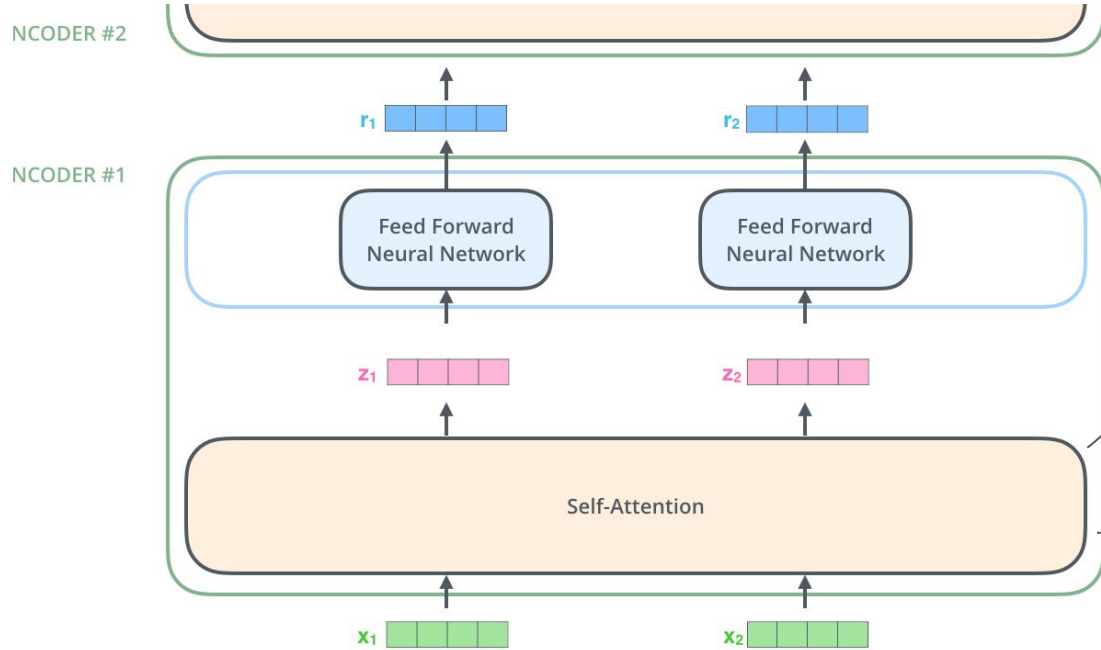 NCODER #2
r1
r2
NCODER #1
Feed Forward
Neural Network
Feed Forward
Neural Network
z1
z2
Self-Attention
x1
x2